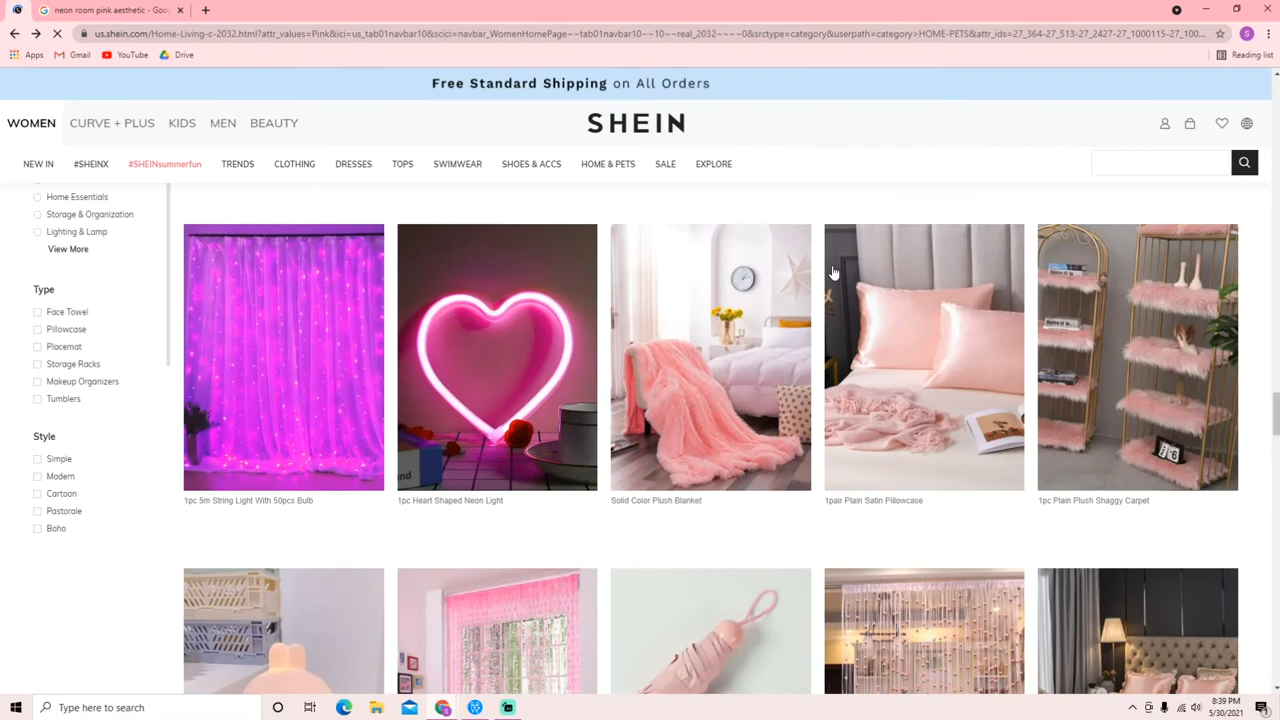 neon room pink aesthetic - Goo
us.shein.com/Home-Living-c-2032.html?attr_values=Pink&ici=us_tab01navbar10&scici=navbar_WomenHomePage~~tab01navbar10~~10~~real_2032~~~~0&srctype=category&userpath=category>HOME-PETS&attr_ids=27_364-27_513-27_2427-27_1000115-27_100...
S
Apps Gmail YouTube Drive Reading list
Free Standard Shipping on All Orders
WOMEN CURVE + PLUS KIDS MEN BEAUTY SHEIN
NEW IN #SHEINX #SHEINsummerfun TRENDS CLOTHING DRESSES TOPS SWIMWEAR SHOES & ACCS HOME & PETS SALE EXPLORE
Home Essentials
Storage & Organization
Lighting & Lamp
View More
Type
Face Towel
Pillowcase
Placemat
Storage Racks
Makeup Organizers
Tumblers
Style
Simple
Modern
Cartoon
Pastorale
Boho
1pc 5m String Light With 50pcs Bulb
1pc Heart Shaped Neon Light
Solid Color Plush Blanket
1pair Plain Satin Pillowcase
1pc Plain Plush Shaggy Carpet
Type here to search
8:39 PM
5/30/2021